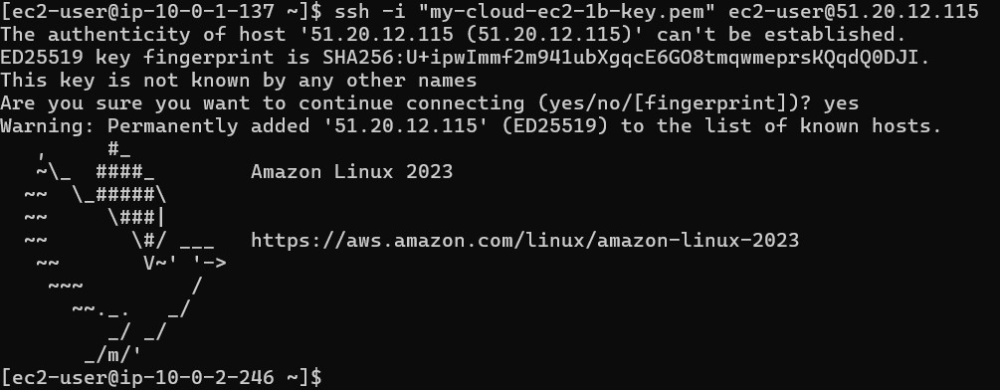 [ec2-user@ip-10-0-1-137 ~]$ ssh -i "my-cloud-ec2-1b-key.pem" ec2-user@51.20.12.115
The authenticity of host '51.20.12.115 (51.20.12.115)' can't be established.
ED25519 key fingerprint is SHA256:U+ipwImmf2m941ubXgqcE6GO8tmqwmeprsKQqdQ0DJI.
This key is not known by any other names
Are you sure you want to continue connecting (yes/no/[fingerprint])? yes
Warning: Permanently added '51.20.12.115' (ED25519) to the list of known hosts.
   ,     #_
   ~\_  ####_        Amazon Linux 2023
  ~~  \_#####\
  ~~     \###|
  ~~       \#/ ___   https://aws.amazon.com/linux/amazon-linux-2023
   ~~       V~' '->
    ~~~         /
      ~~._.   _/
         _/ _/
       _/m/'
[ec2-user@ip-10-0-2-246 ~]$